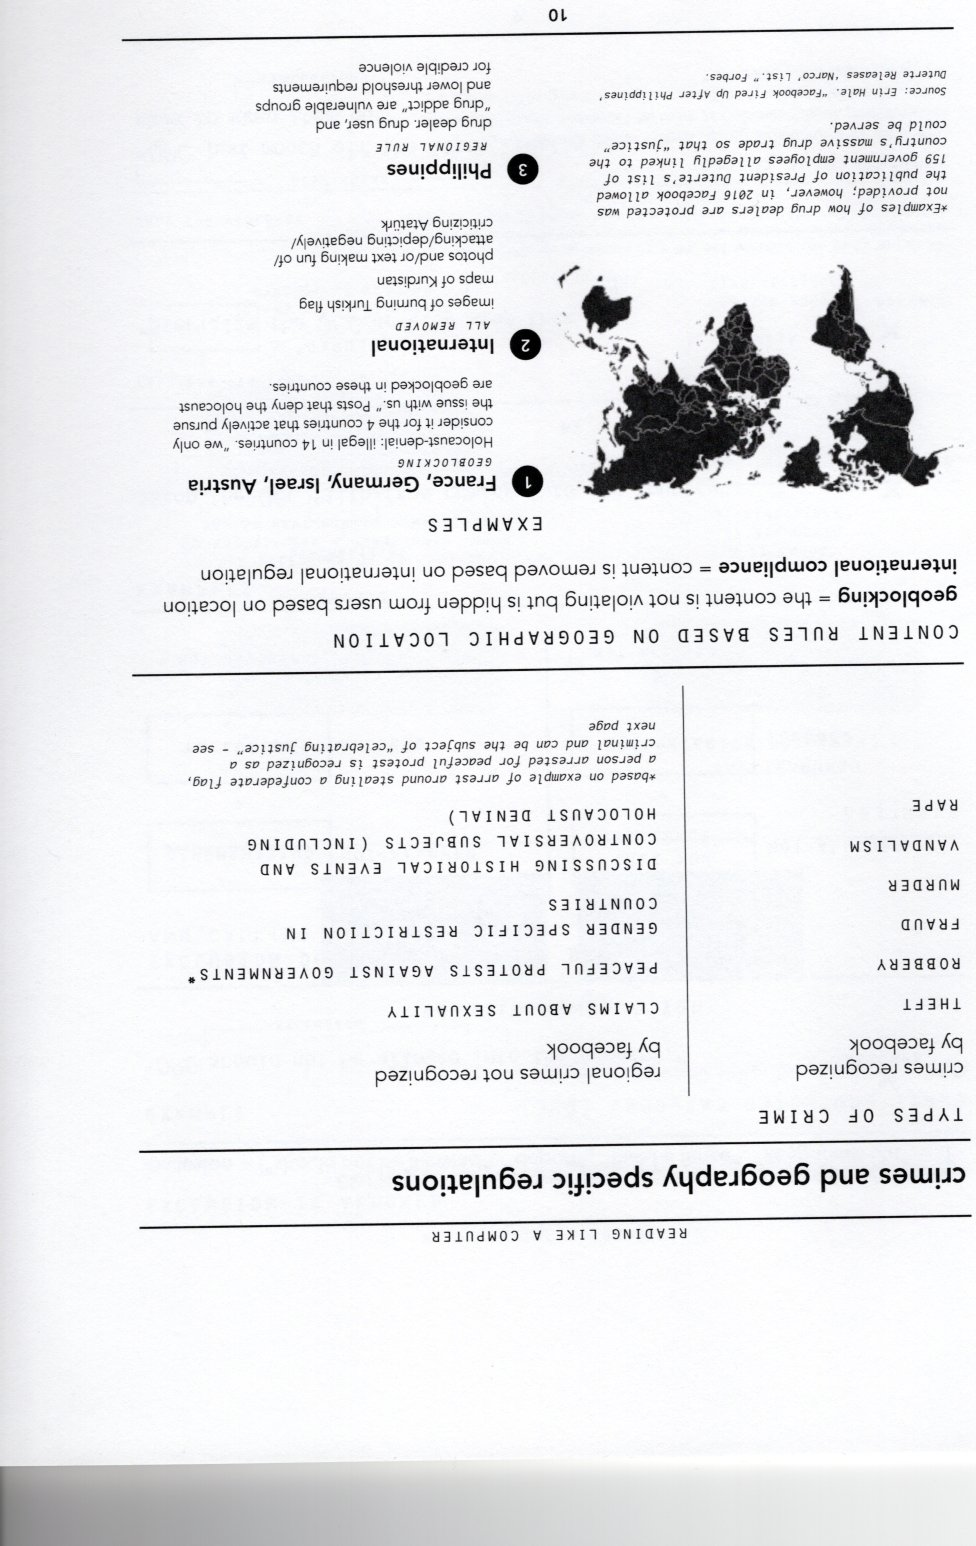 READING LIKE A COMPUTER
crimes and geography specific regulations
TYPES OF CRIME
crimes recognized
by facebook
THEFT
ROBBERY
FRAUD
MURDER
VANDALISM
RAPE
regional crimes not recognized
by facebook
CLAIMS ABOUT SEXUALITY
PEACEFUL PROTESTS AGAINST GOVERNMENTS*
GENDER SPECIFIC RESTRICTION IN
COUNTRIES
DISCUSSING HISTORICAL EVENTS AND
CONTROVERSIAL SUBJECTS (INCLUDING
HOLOCAUST DENIAL)
*based on example of arrest around stealing a confederate flag,
a person arrested for peaceful protest is recognized as a
criminal and can be the subject of "celebrating justice" – see
next page
CONTENT RULES BASED ON GEOGRAPHIC LOCATION
geoblocking = the content is not violating but is hidden from users based on location
international compliance = content is removed based on international regulation
EXAMPLES
1 France, Germany, Israel, Austria
GEOBLOCKING
Holocaust-denial: illegal in 14 countries. "we only
consider it for the 4 countries that actively pursue
the issue with us." Posts that deny the holocaust
are geoblocked in these countries.
2 International
ALL REMOVED
images of burning Turkish flag
maps of Kurdistan
photos and/or text making fun of/
attacking/depicting negatively/
criticizing Atatürk
3 Philippines
REGIONAL RULE
drug dealer. drug user, and
"drug addict" are vulnerable groups
and lower threshold requirements
for credible violence
*Examples of how drug dealers are protected was
not provided; however, in 2016 Facebook allowed
the publication of President Duterte's list of
159 government employees allegedly linked to the
country's massive drug trade so that "justice"
could be served.
Source: Erin Hale. "Facebook Fired Up After Philippines'
Duterte Releases 'Narco' List." Forbes.
10